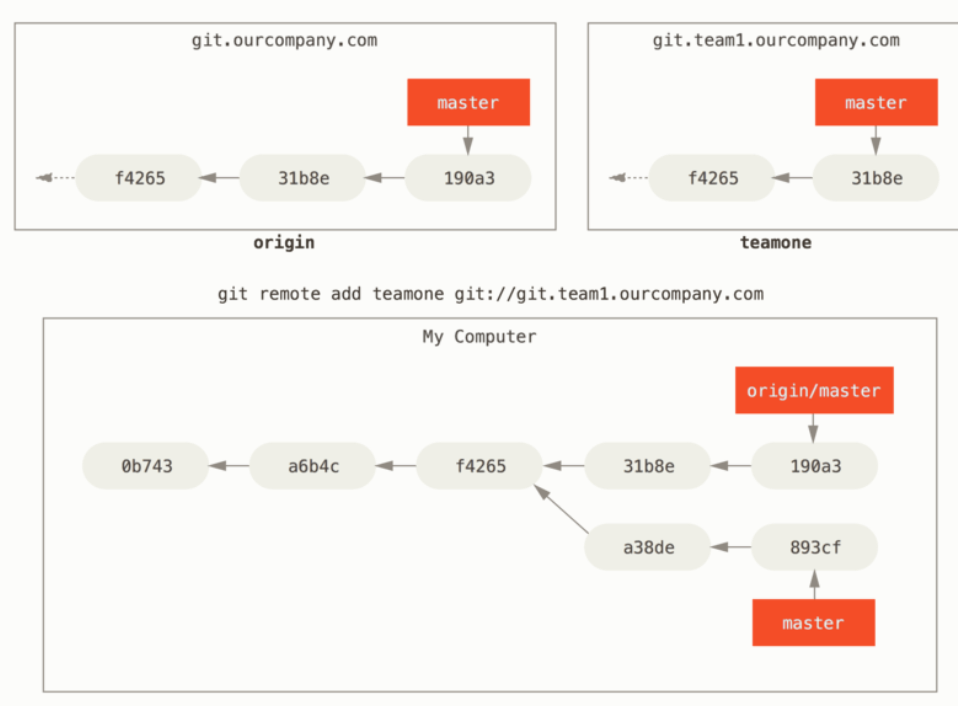 git.ourcompany.com
master
f4265
31b8e
190a3
origin
git.team1.ourcompany.com
master
f4265
31b8e
teamone
git remote add teamone git://git.team1.ourcompany.com
My Computer
origin/master
0b743
a6b4c
f4265
31b8e
190a3
a38de
893cf
master